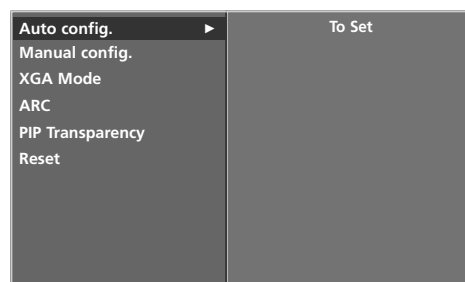 Auto config. ► To Set
Manual config.
XGA Mode
ARC
PIP Transparency
Reset